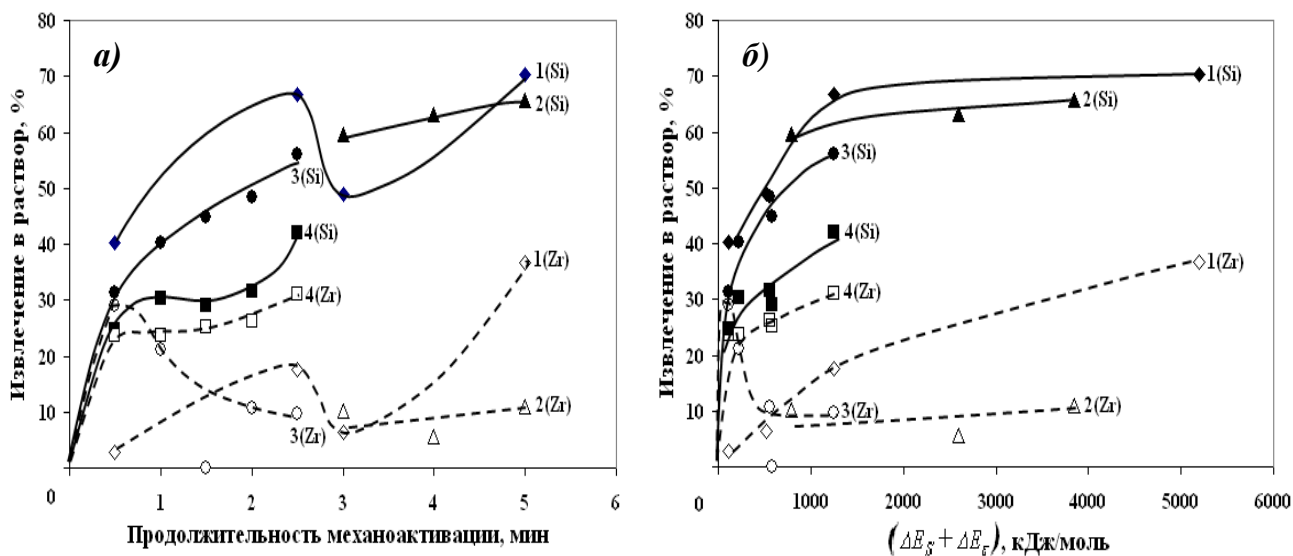 а)
Извлечение в раствор, %
80
70
60
50
40
30
20
10
0
1
2
3
4
5
6
1(Si)
2(Si)
3(Si)
4(Si)
4(Zr)
1(Zr)
3(Zr)
2(Zr)
Продолжительность механоактивации, мин
б)
Извлечение в раствор, %
80
70
60
50
40
30
20
10
0
0
1000
2000
3000
4000
5000
6000
1(Si)
2(Si)
3(Si)
4(Si)
4(Zr)
1(Zr)
3(Zr)
2(Zr)
(ΔE_S + ΔE_ε), кДж/моль